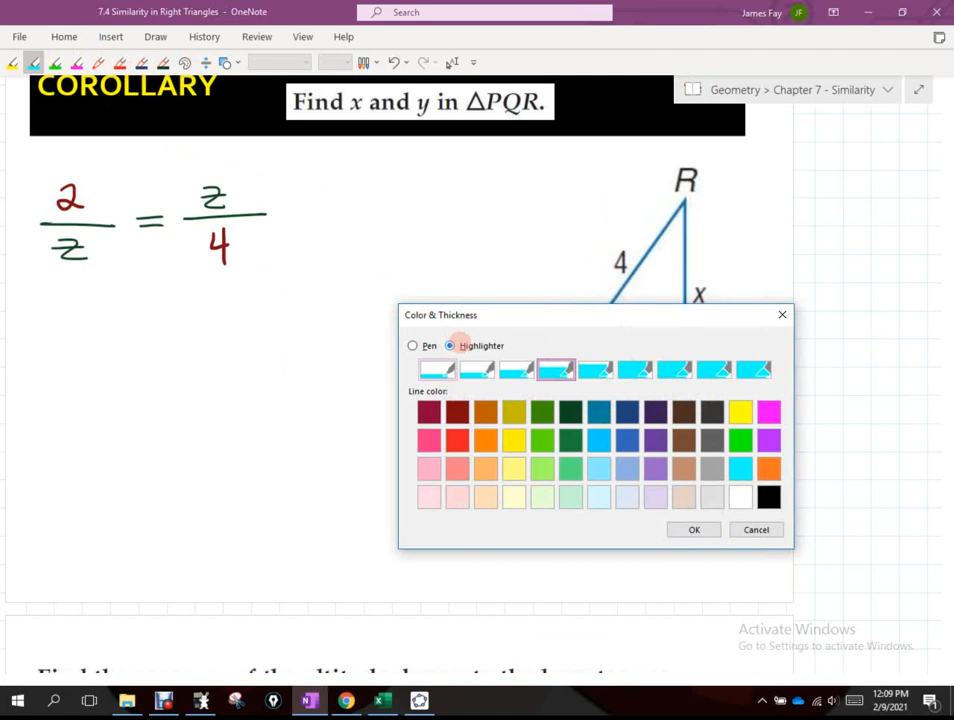 7.4 Similarity in Right Triangles - OneNote
Search
James Fay JF
File Home Insert Draw History Review View Help
COROLLARY
Find x and y in △PQR.
Geometry > Chapter 7 - Similarity
2/z = z/4
R
4
x
Color & Thickness
Pen Highlighter
Line color:
OK Cancel
Activate Windows
Go to Settings to activate Windows.
12:09 PM
2/9/2021